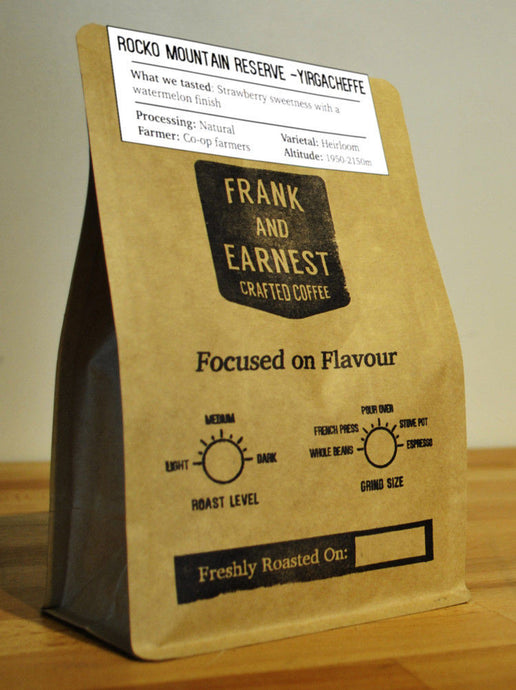 ROCKO MOUNTAIN RESERVE -YIRGACHEFFE
What we tasted: Strawberry sweetness with a
watermelon finish
Processing: Natural
Farmer: Co-op farmers
Varietal: Heirloom
Altitude: 1950-2150m
FRANK
AND
EARNEST
CRAFTED COFFEE
Focused on Flavour
MEDIUM
LIGHT
DARK
ROAST LEVEL
POUR OVER
FRENCH PRESS
STOVE POT
WHOLE BEANS
ESPRESSO
GRIND SIZE
Freshly Roasted On: